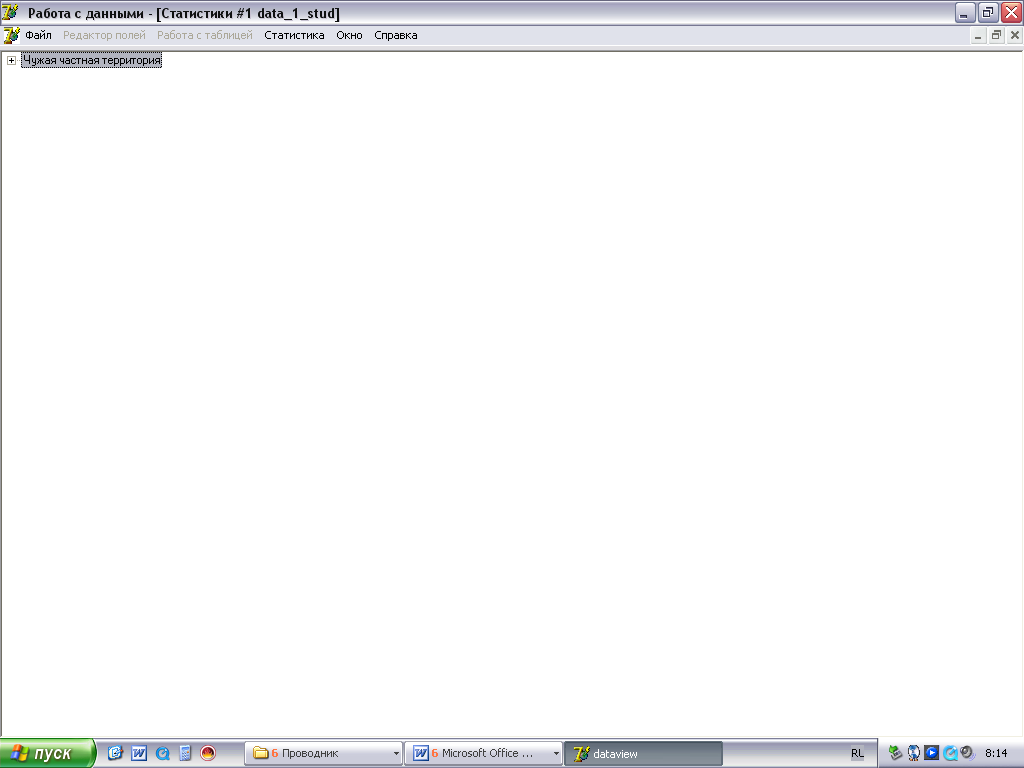 Работа с данными - [Статистики #1 data_1_stud]
Файл Редактор полей Работа с таблицей Статистика Окно Справка
Чужая частная территория
пуск 6 Проводник 6 Microsoft Office ... dataview RL 8:14